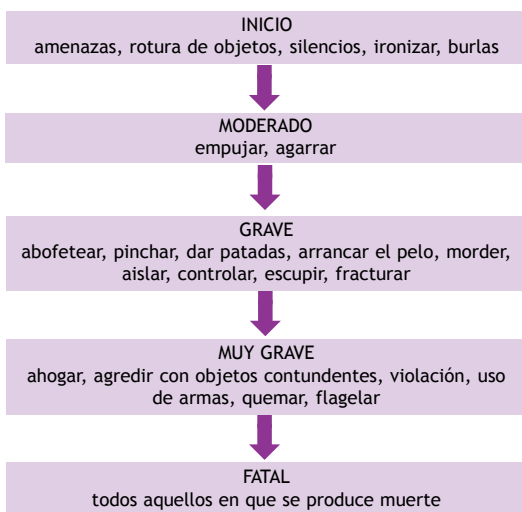 INICIO
amenazas, rotura de objetos, silencios, ironizar, burlas
MODERADO
empujar, agarrar
GRAVE
abofetear, pinchar, dar patadas, arrancar el pelo, morder,
aislar, controlar, escupir, fracturar
MUY GRAVE
ahogar, agredir con objetos contundentes, violación, uso
de armas, quemar, flagelar
FATAL
todos aquellos en que se produce muerte